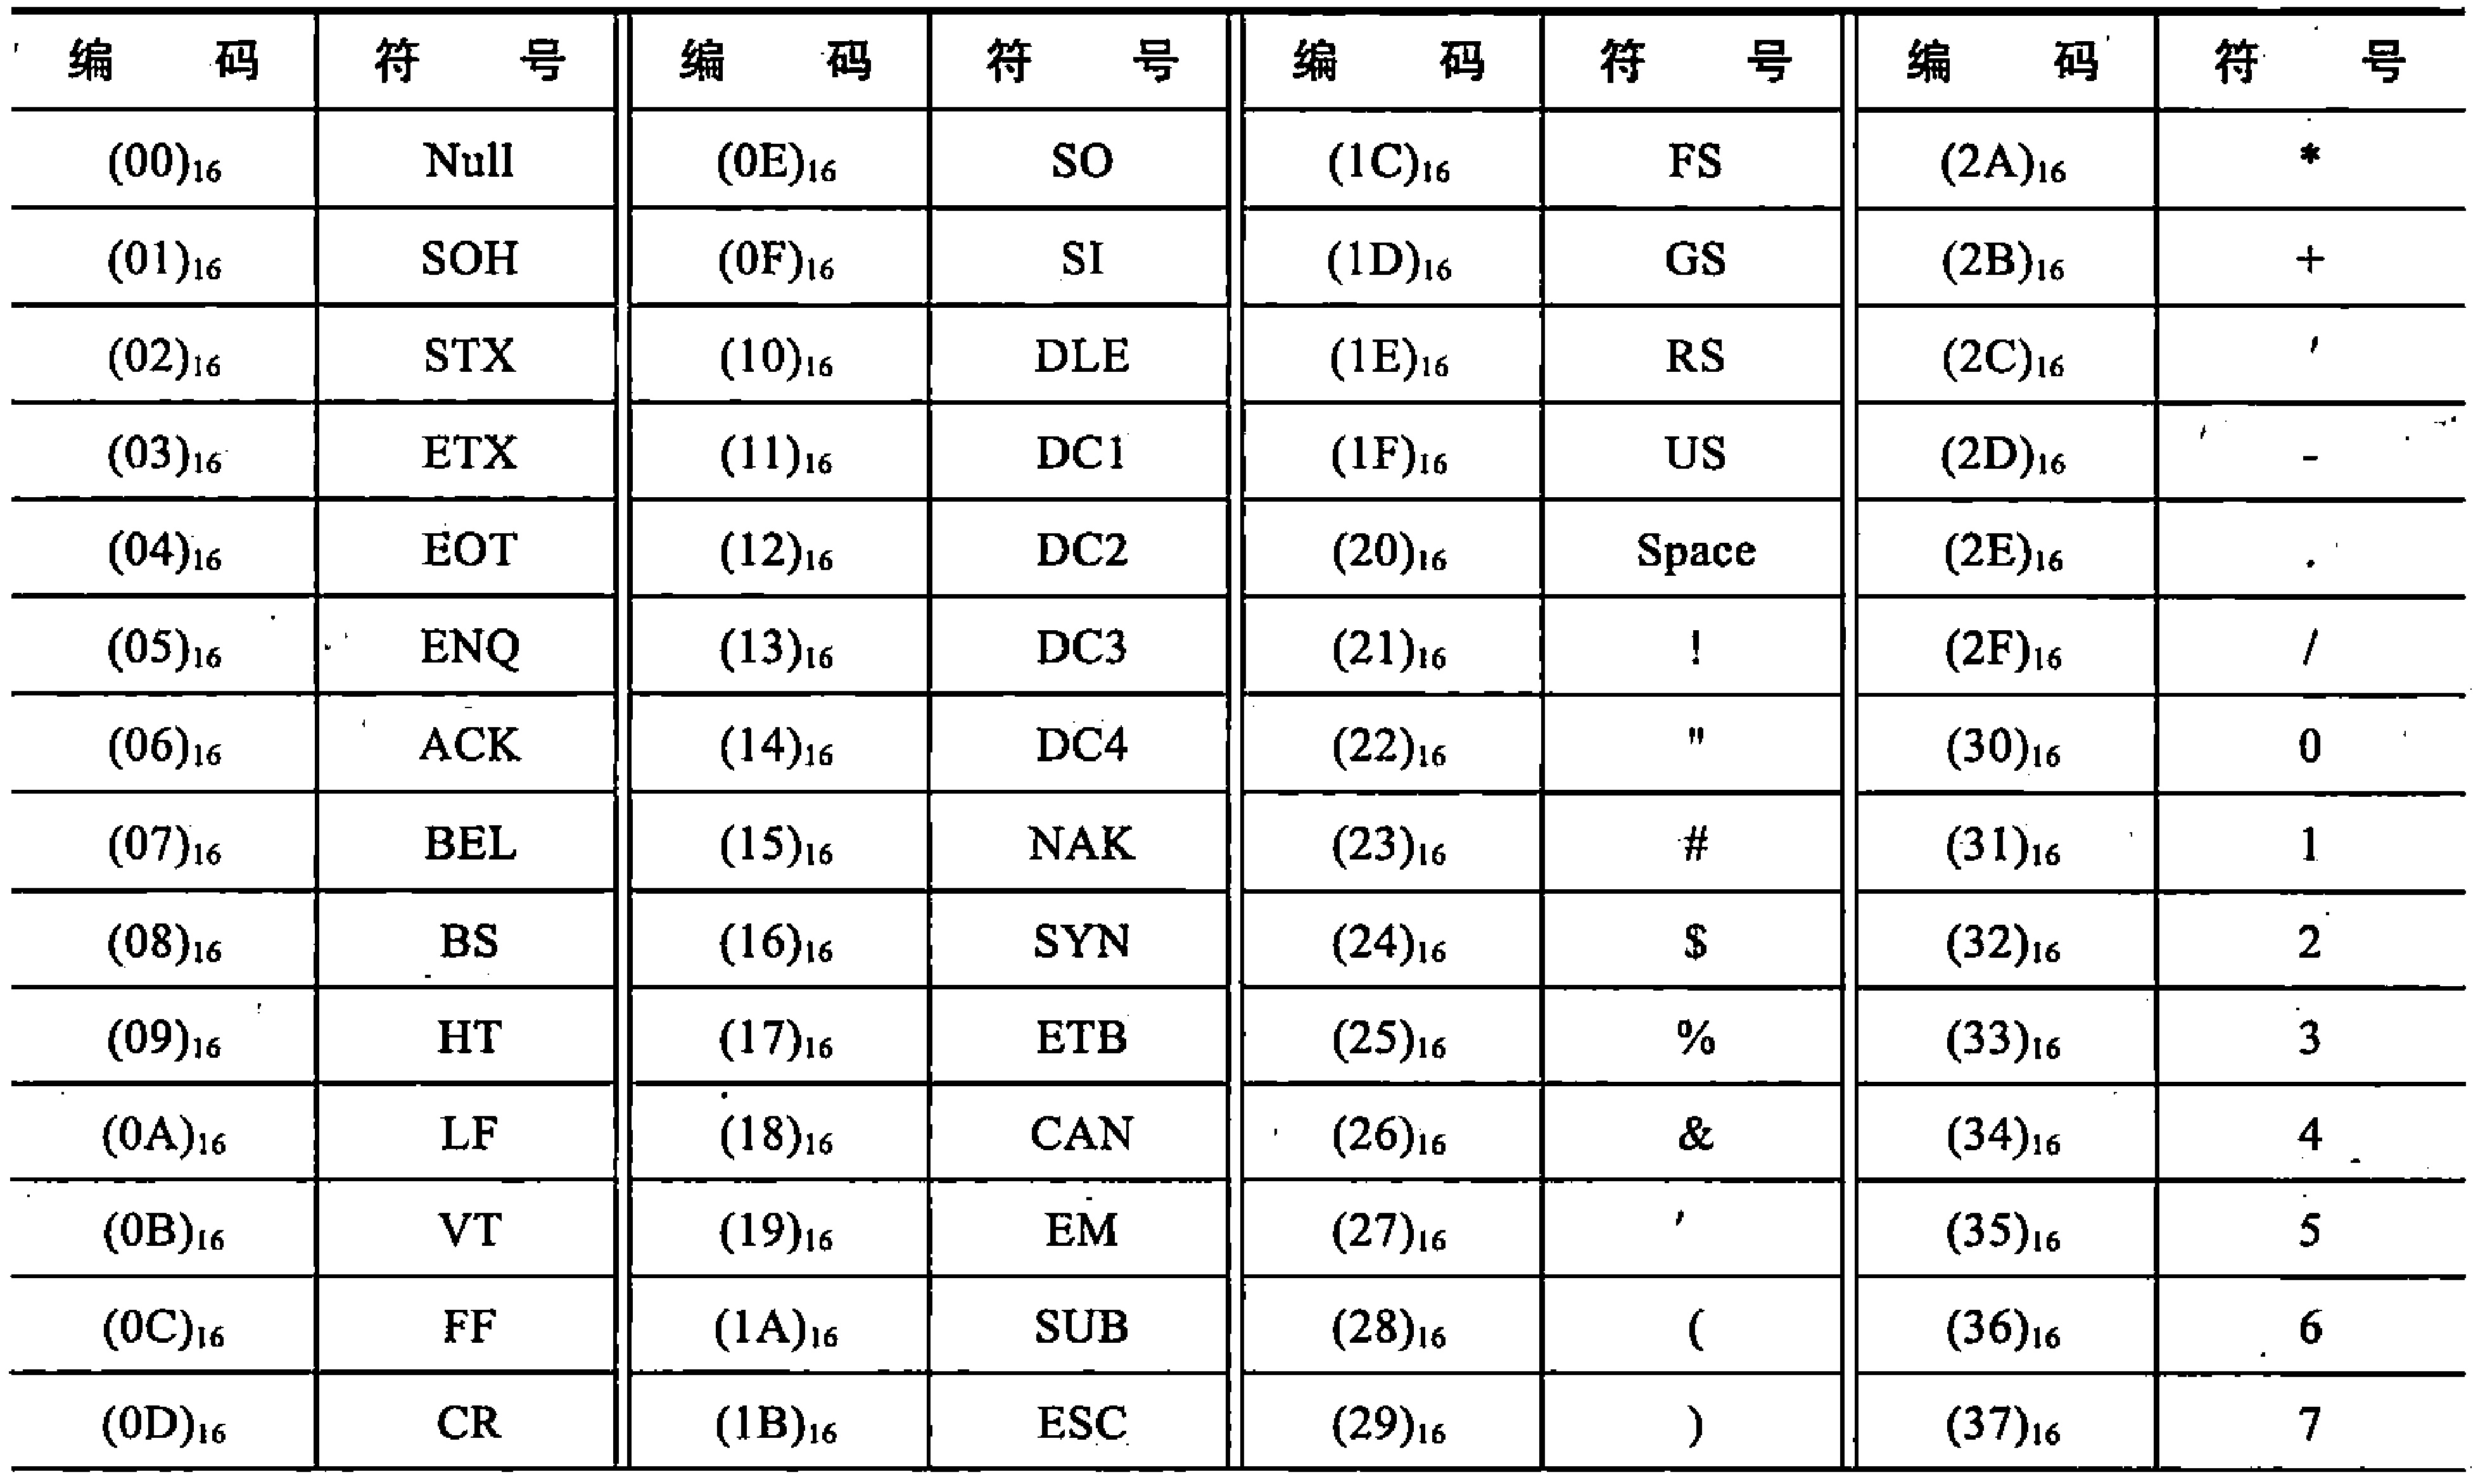 编 码 符 号 编 码 符 号 编 码 符 号 编 码 符 号
(00)16 Null (0E)16 SO (1C)16 FS (2A)16 *
(01)16 SOH (0F)16 SI (1D)16 GS (2B)16 +
(02)16 STX (10)16 DLE (1E)16 RS (2C)16 '
(03)16 ETX (11)16 DC1 (1F)16 US (2D)16 -
(04)16 EOT (12)16 DC2 (20)16 Space (2E)16 .
(05)16 ENQ (13)16 DC3 (21)16 ! (2F)16 /
(06)16 ACK (14)16 DC4 (22)16 " (30)16 0
(07)16 BEL (15)16 NAK (23)16 # (31)16 1
(08)16 BS (16)16 SYN (24)16 $ (32)16 2
(09)16 HT (17)16 ETB (25)16 % (33)16 3
(0A)16 LF (18)16 CAN (26)16 & (34)16 4
(0B)16 VT (19)16 EM (27)16 ' (35)16 5
(0C)16 FF (1A)16 SUB (28)16 ( (36)16 6
(0D)16 CR (1B)16 ESC (29)16 ) (37)16 7